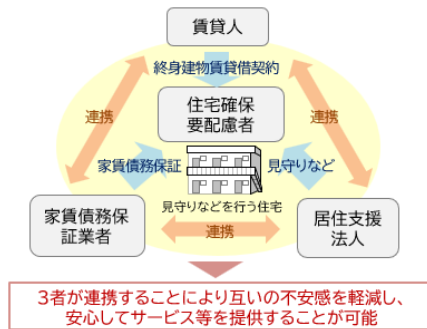 賃貸人
終身建物賃貸借契約
連携
連携
住宅確保
要配慮者
家賃債務保証
見守りなど
見守りなどを行う住宅
家賃債務保
証業者
連携
居住支援
法人
3者が連携することにより互いの不安感を軽減し、
安心してサービス等を提供することが可能